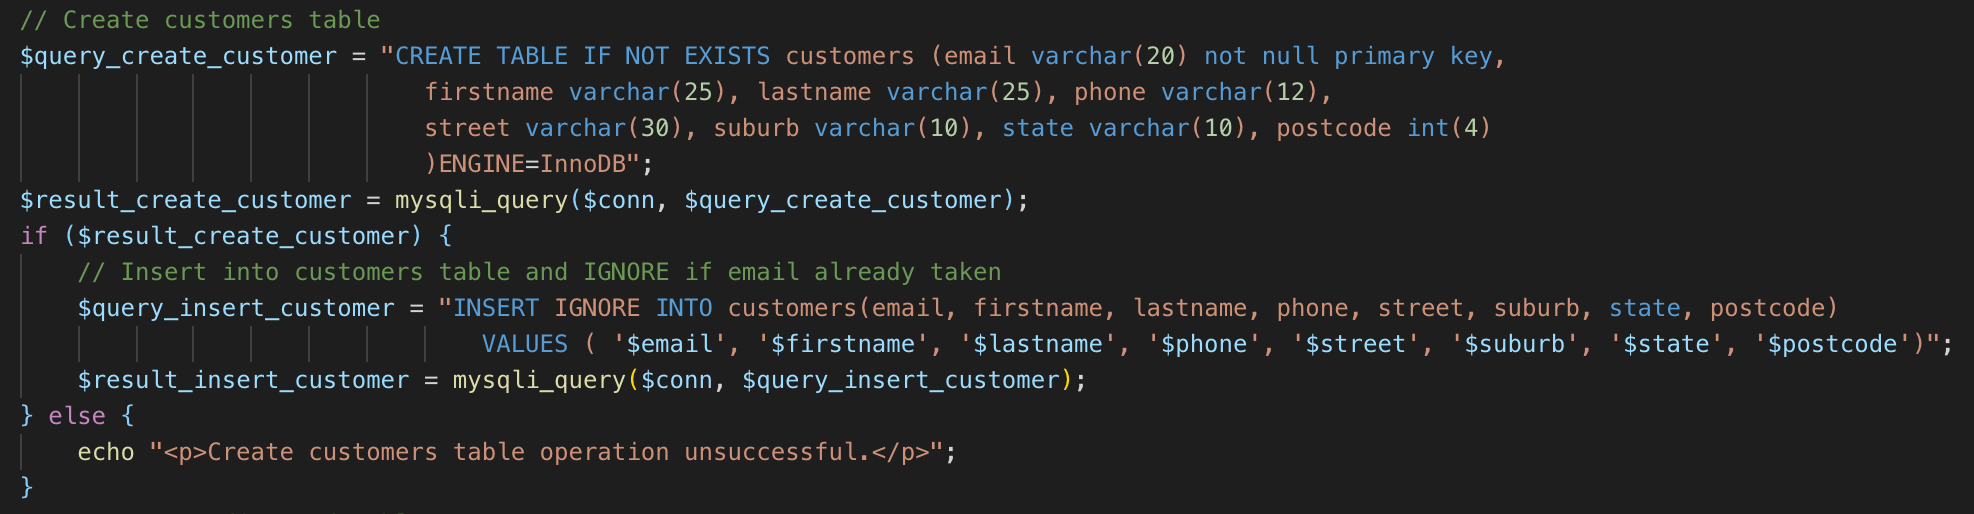 // Create customers table
$query_create_customer = "CREATE TABLE IF NOT EXISTS customers (email varchar(20) not null primary key,
firstname varchar(25), lastname varchar(25), phone varchar(12),
street varchar(30), suburb varchar(10), state varchar(10), postcode int(4)
)ENGINE=InnoDB";
$result_create_customer = mysqli_query($conn, $query_create_customer);
if ($result_create_customer) {
// Insert into customers table and IGNORE if email already taken
$query_insert_customer = "INSERT IGNORE INTO customers(email, firstname, lastname, phone, street, suburb, state, postcode)
VALUES ( '$email', '$firstname', '$lastname', '$phone', '$street', '$suburb', '$state', '$postcode')";
$result_insert_customer = mysqli_query($conn, $query_insert_customer);
} else {
echo "<p>Create customers table operation unsuccessful.</p>";
}